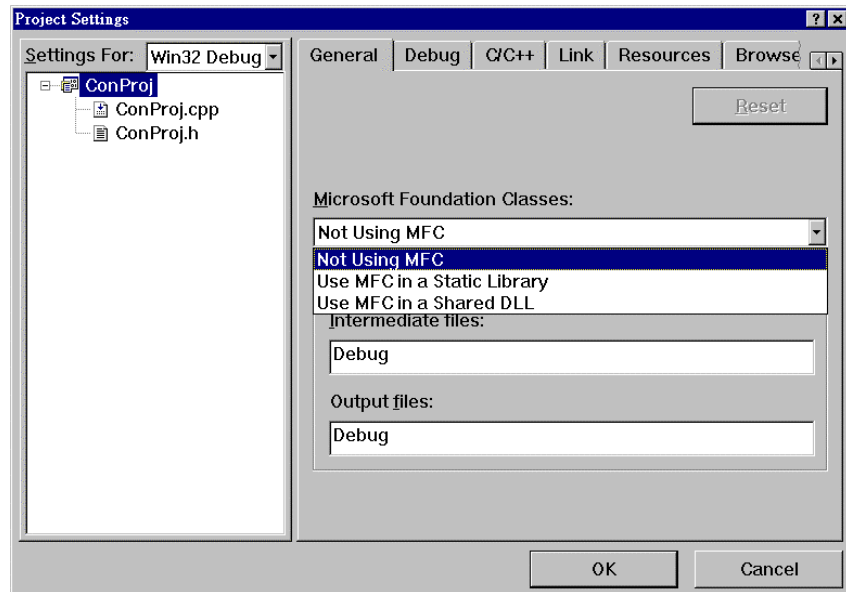 Project Settings
Settings For: Win32 Debug
ConProj
ConProj.cpp
ConProj.h
General Debug C/C++ Link Resources Browse
Reset
Microsoft Foundation Classes:
Not Using MFC
Not Using MFC
Use MFC in a Static Library
Use MFC in a Shared DLL
Intermediate files:
Debug
Output files:
Debug
OK Cancel